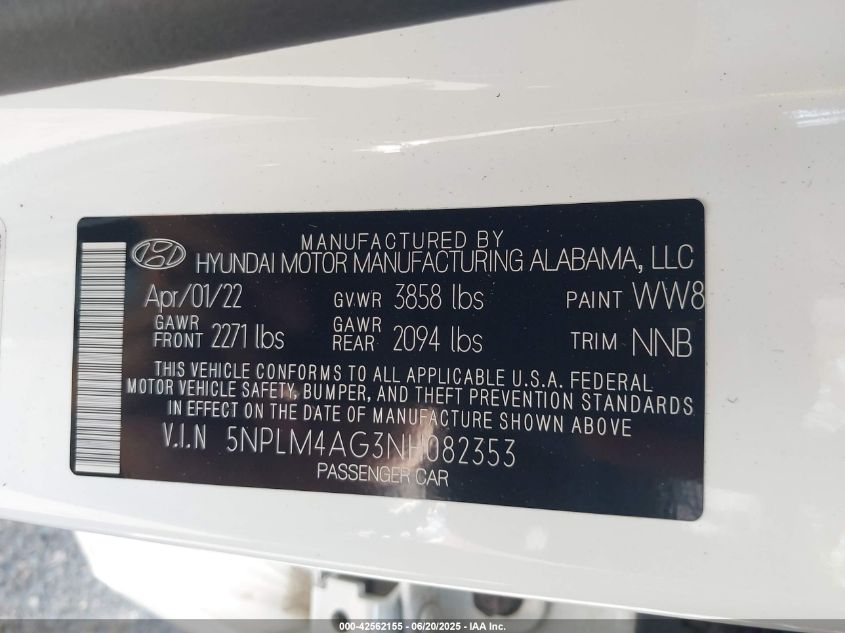 MANUFACTURED BY
HYUNDAI MOTOR MANUFACTURING ALABAMA, LLC
Apr/01/22 GV.WR 3858 lbs PAINT WW8
GAWR FRONT 2271 lbs GAWR REAR 2094 lbs TRIM NNB
THIS VEHICLE CONFORMS TO ALL APPLICABLE U.S.A. FEDERAL
MOTOR VEHICLE SAFETY, BUMPER, AND THEFT PREVENTION STANDARDS
IN EFFECT ON THE DATE OF MANUFACTURE SHOWN ABOVE
V.I.N 5NPLM4AG3NH082353
PASSENGER CAR
000-42562155 - 06/20/2025 - IAA Inc.